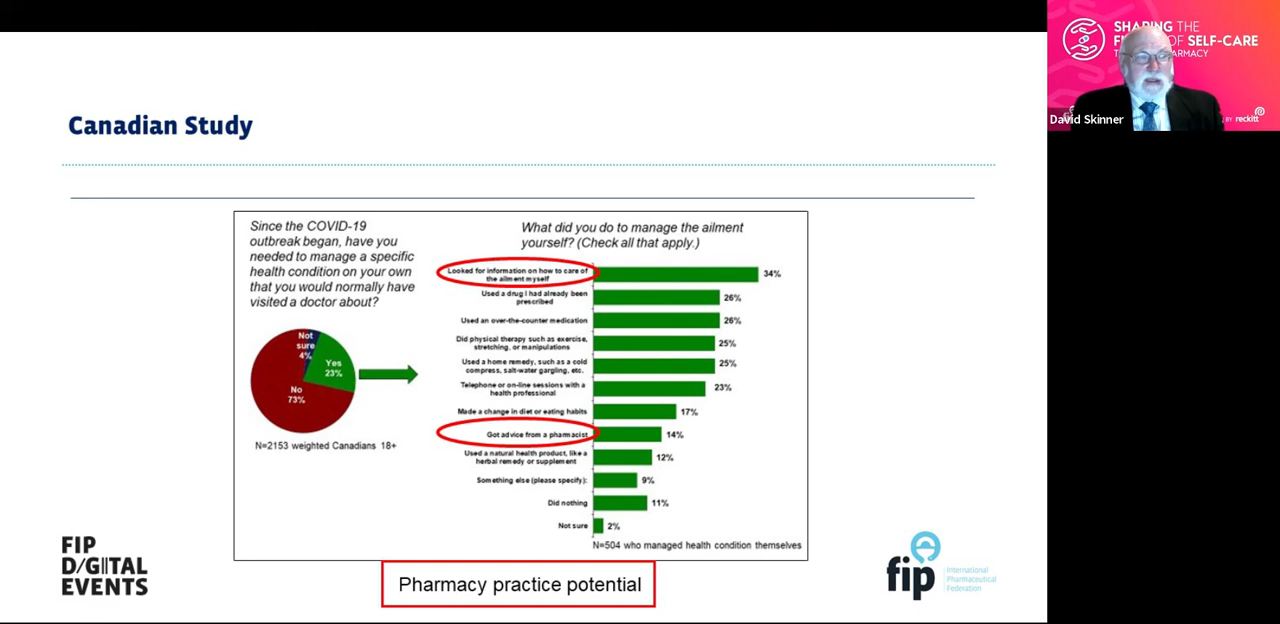 Canadian Study
Since the COVID-19
outbreak began, have you
needed to manage a specific
health condition on your own
that you would normally have
visited a doctor about?
Not
sure
4%
Yes
23%
No
73%
N=2153 weighted Canadians 18+
What did you do to manage the ailment
yourself? (Check all that apply.)
Looked for information on how to care of
the ailment myself
34%
Used a drug I had already been
prescribed
26%
Used an over-the-counter medication
26%
Did physical therapy such as exercise,
stretching, or manipulations
25%
Used a home remedy, such as a cold
compress, salt-water gargling, etc.
25%
Telephone or on-line sessions with a
health professional
23%
Made a change in diet or eating habits
17%
Got advice from a pharmacist
14%
Used a natural health product, like a
herbal remedy or supplement
12%
Something else (please specify):
9%
Did nothing
11%
Not sure
2%
N=504 who managed health condition themselves
Pharmacy practice potential
FIP
D/GITAL
EVENTS
fip
International
Pharmaceutical
Federation
SHARING THE
OF SELF-CARE
David Skinner
BY reckitt